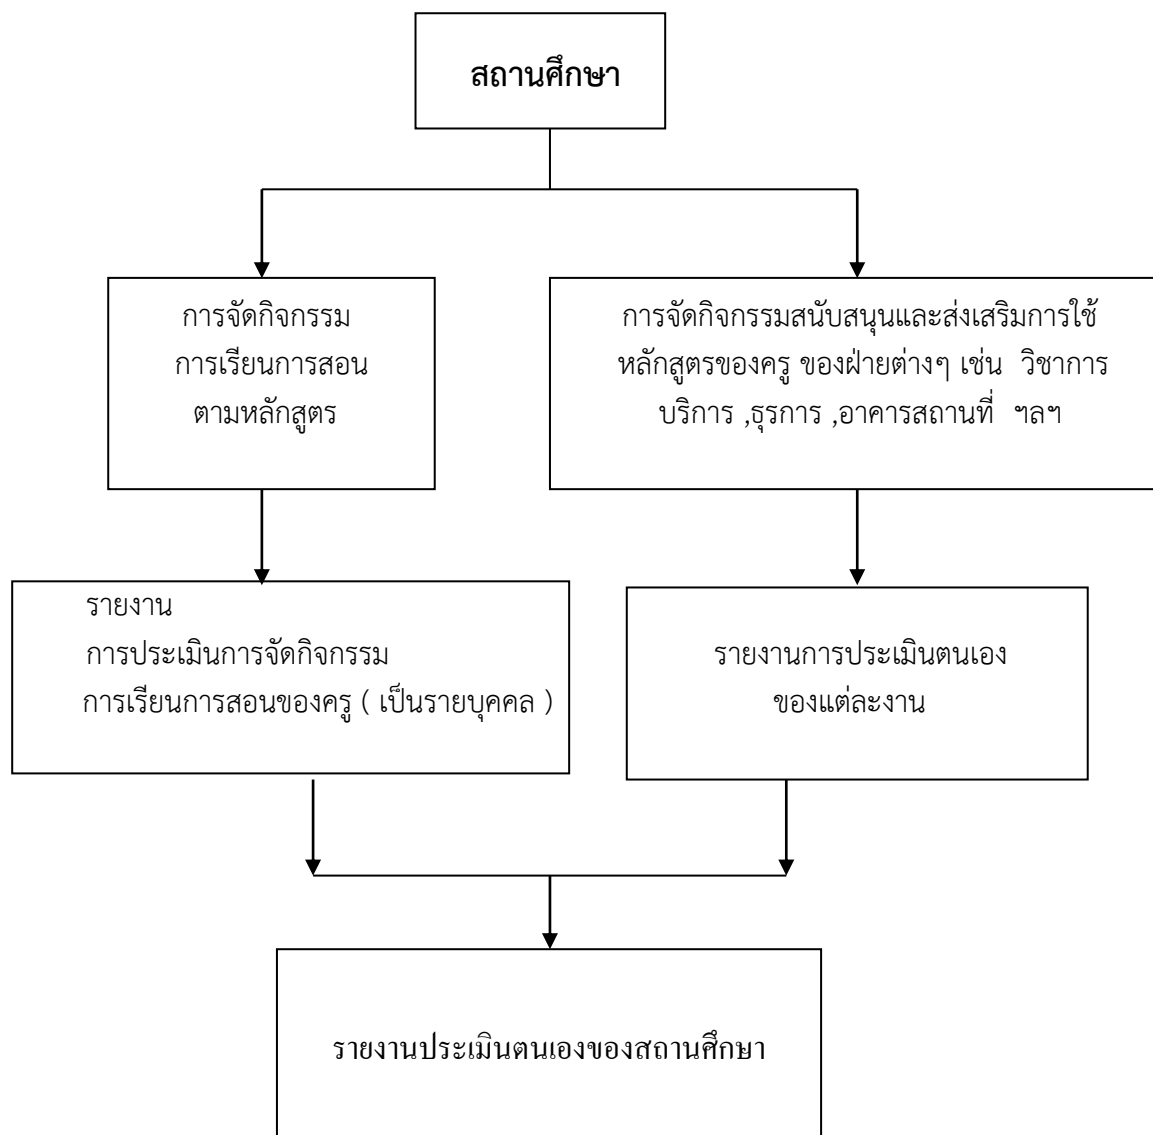 สถานศึกษา
การจัดกิจกรรม
การเรียนการสอน
ตามหลักสูตร
การจัดกิจกรรมสนับสนุนและส่งเสริมการใช้
หลักสูตรของครู ของฝ่ายต่างๆ เช่น วิชาการ
บริการ ,ธุรการ ,อาคารสถานที่ ฯลฯ
รายงาน
การประเมินการจัดกิจกรรม
การเรียนการสอนของครู ( เป็นรายบุคคล )
รายงานการประเมินตนเอง
ของแต่ละงาน
รายงานประเมินตนเองของสถานศึกษา